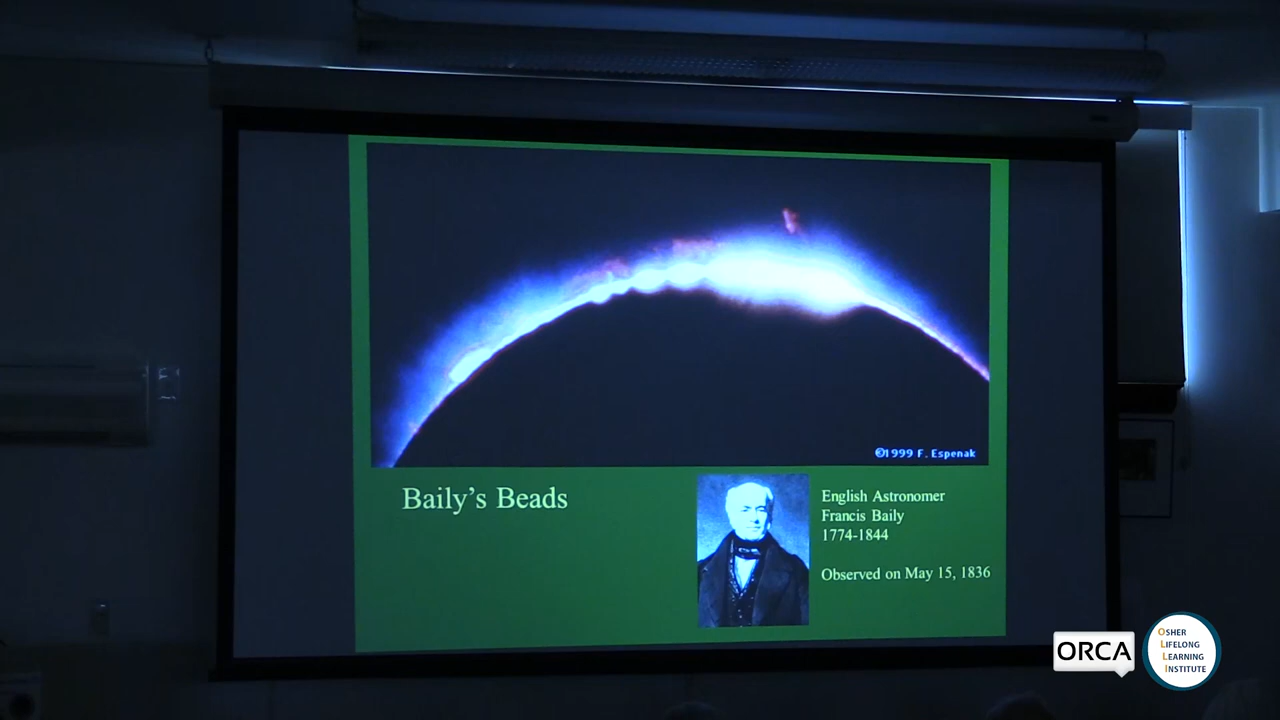 ©1999 F. Espenak
Baily's Beads
English Astronomer
Francis Baily
1774-1844
Observed on May 15, 1836
ORCA
OSHER
LIFELONG
LEARNING
INSTITUTE